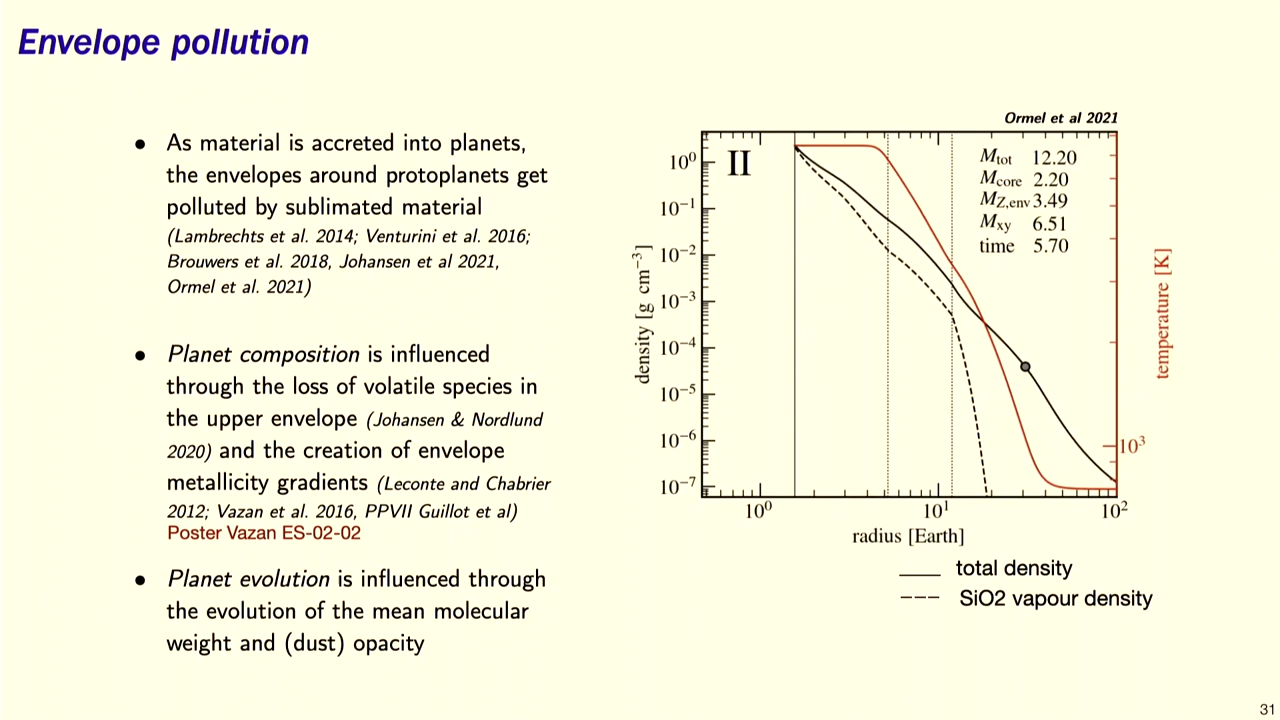 Envelope pollution
• As material is accreted into planets,
the envelopes around protoplanets get
polluted by sublimated material
(Lambrechts et al. 2014; Venturini et al. 2016;
Brouwers et al. 2018, Johansen et al 2021,
Ormel et al. 2021)
• Planet composition is influenced
through the loss of volatile species in
the upper envelope (Johansen & Nordlund
2020) and the creation of envelope
metallicity gradients (Leconte and Chabrier
2012; Vazan et al. 2016, PPVII Guillot et al)
Poster Vazan ES-02-02
• Planet evolution is influenced through
the evolution of the mean molecular
weight and (dust) opacity
Ormel et al 2021
II
M_tot 12.20
M_core 2.20
M_Z,env 3.49
M_xy 6.51
time 5.70
density [g cm⁻³]
10⁰
10⁻¹
10⁻²
10⁻³
10⁻⁴
10⁻⁵
10⁻⁶
10⁻⁷
temperature [K]
10³
10⁰ 10¹ 10²
radius [Earth]
total density
SiO2 vapour density
31